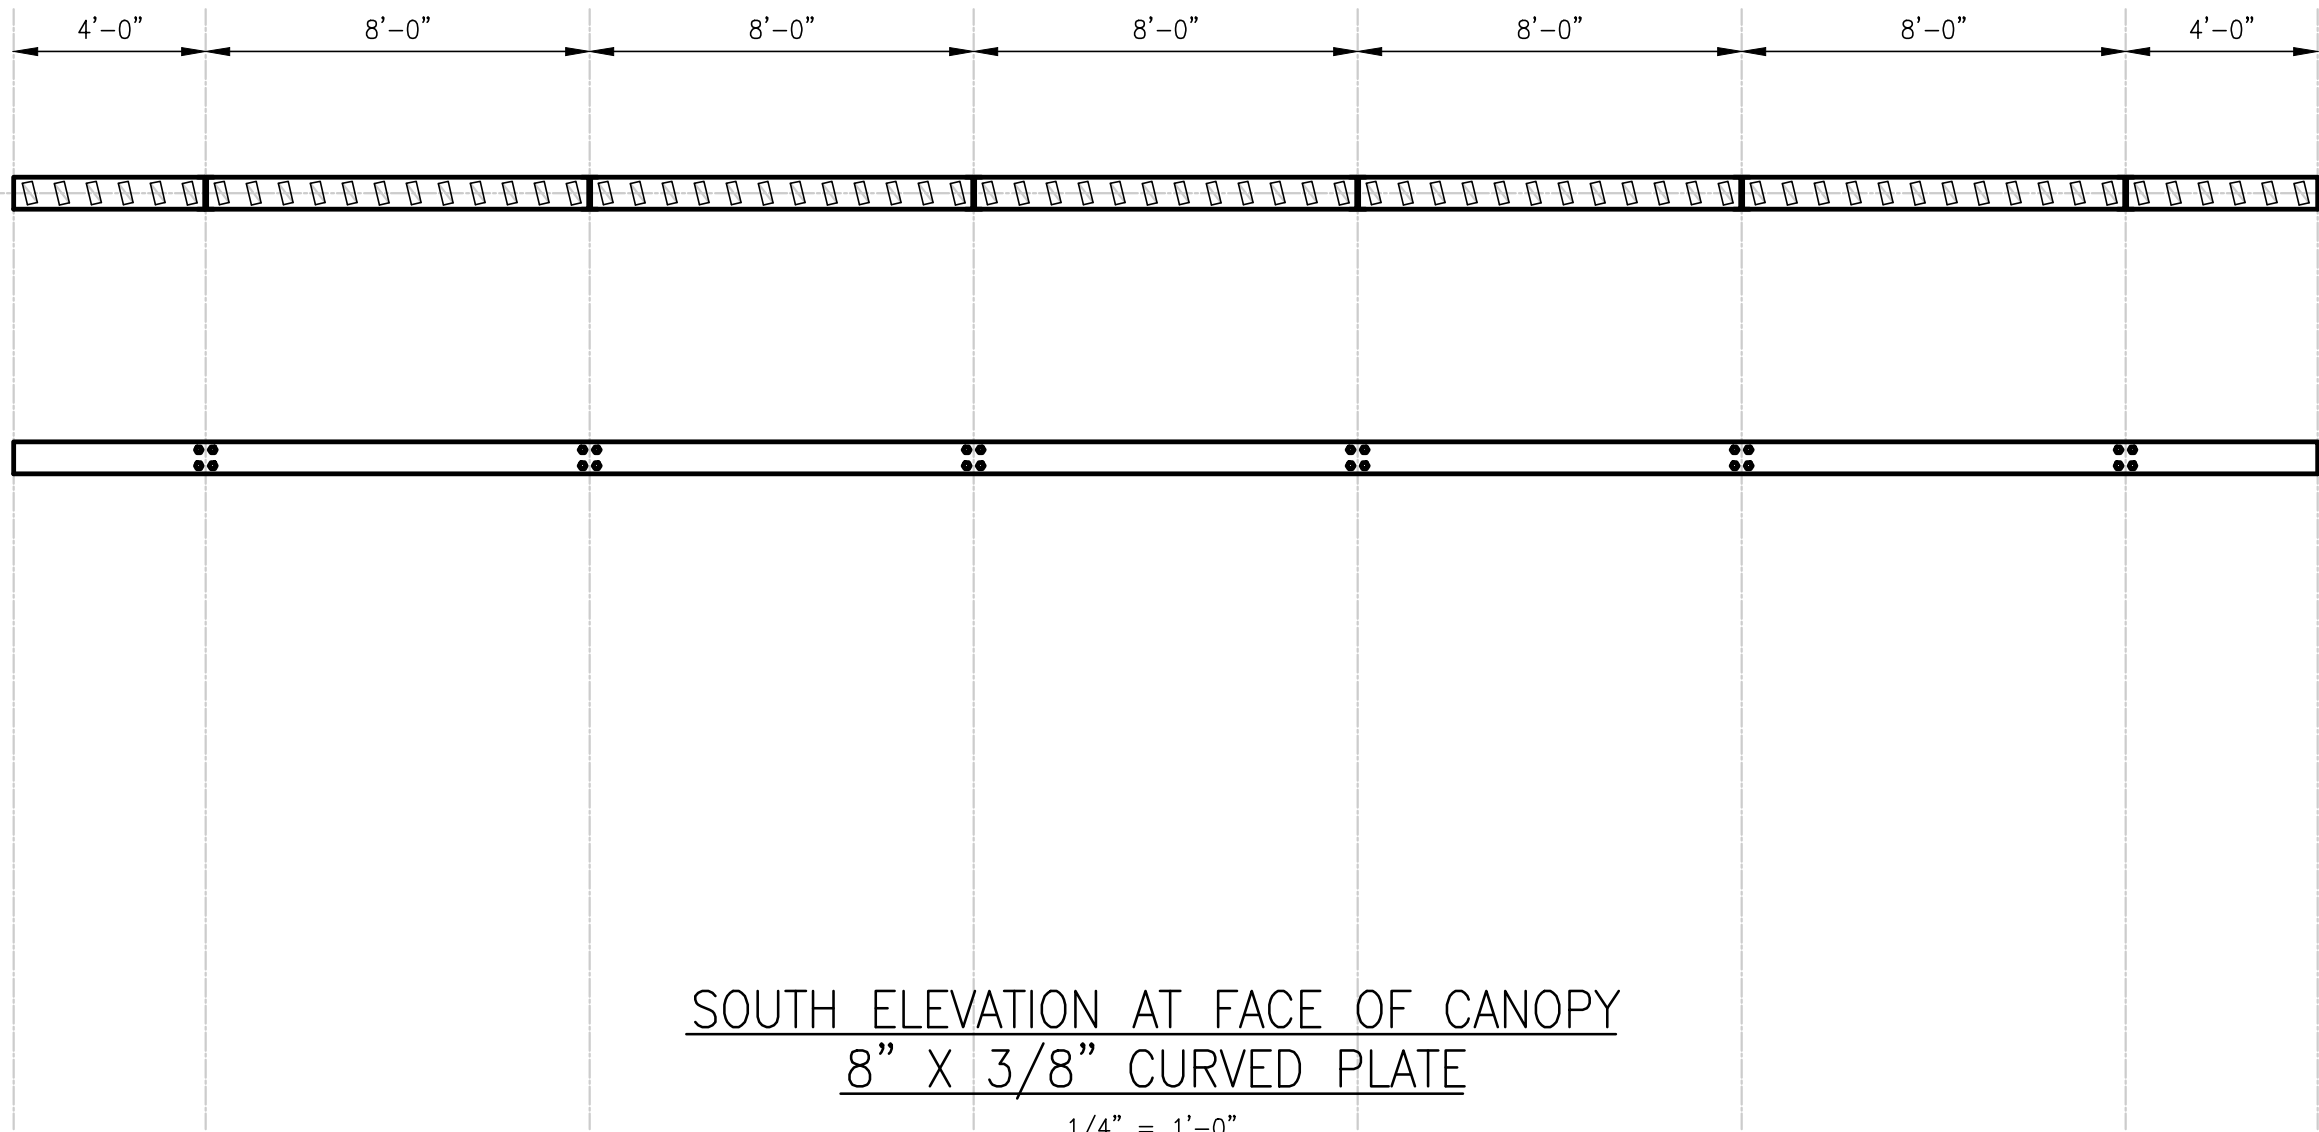 4'-0" 8'-0" 8'-0" 8'-0" 8'-0" 8'-0" 4'-0"
SOUTH ELEVATION AT FACE OF CANOPY
8" X 3/8" CURVED PLATE
1/4" = 1'-0"